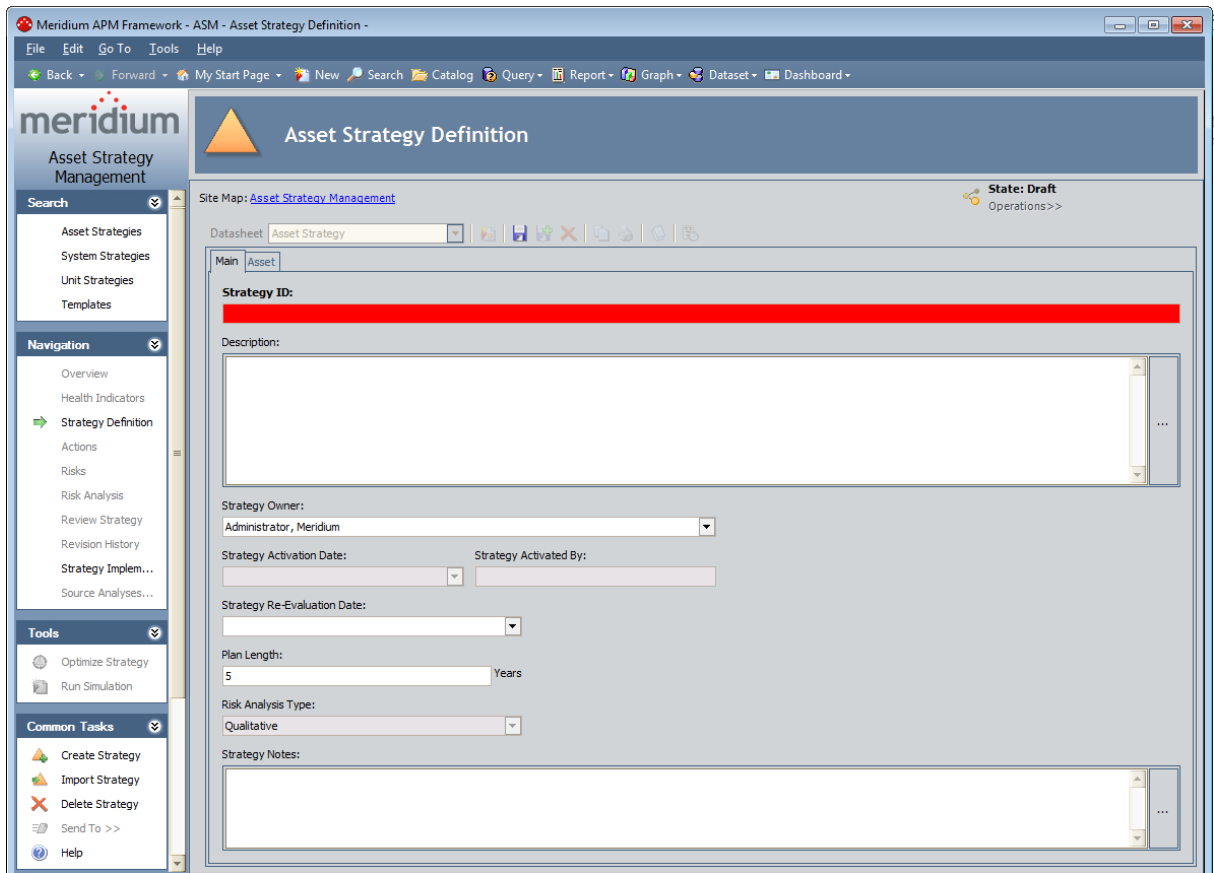 Meridium APM Framework - ASM - Asset Strategy Definition -
File Edit Go To Tools Help
Back Forward My Start Page New Search Catalog Query Report Graph Dataset Dashboard
meridium
Asset Strategy
Management
Asset Strategy Definition
Search
Asset Strategies
System Strategies
Unit Strategies
Templates
Navigation
Overview
Health Indicators
Strategy Definition
Actions
Risks
Risk Analysis
Review Strategy
Revision History
Strategy Implem...
Source Analyses...
Tools
Optimize Strategy
Run Simulation
Common Tasks
Create Strategy
Import Strategy
Delete Strategy
Send To >>
Help
Site Map: Asset Strategy Management
State: Draft
Operations>>
Datasheet Asset Strategy
Main Asset
Strategy ID:
Description:
...
Strategy Owner:
Administrator, Meridium
Strategy Activation Date: Strategy Activated By:
Strategy Re-Evaluation Date:
Plan Length:
5 Years
Risk Analysis Type:
Qualitative
Strategy Notes:
...